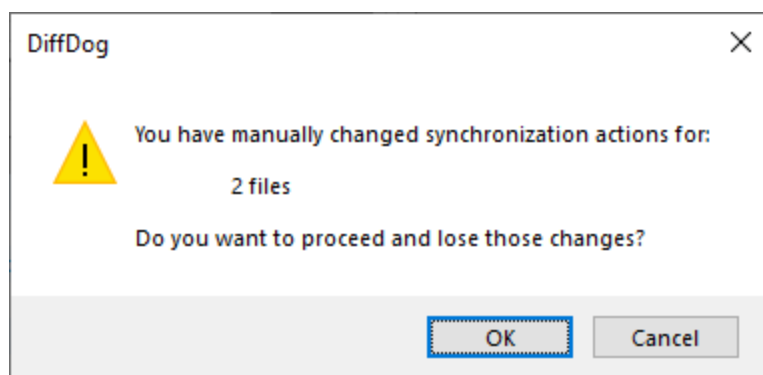 DiffDog
You have manually changed synchronization actions for:
2 files
Do you want to proceed and lose those changes?
OK
Cancel